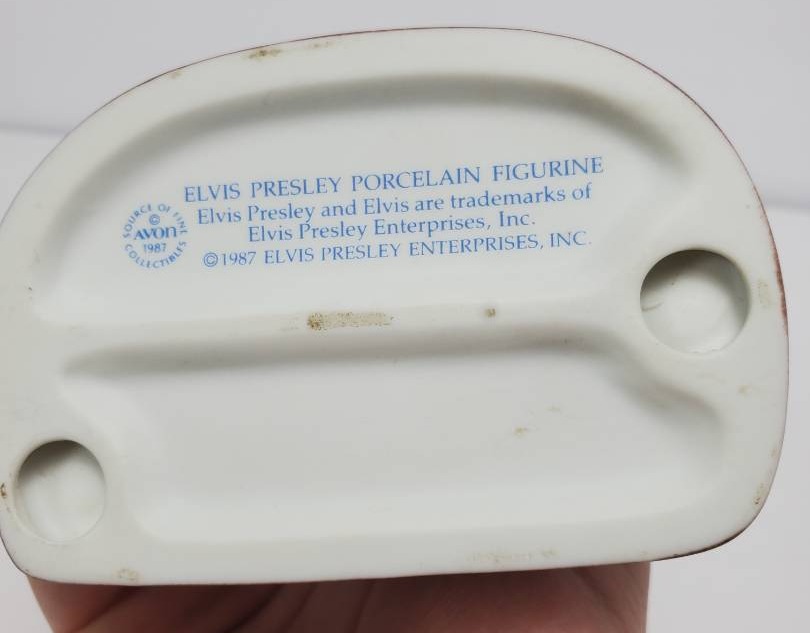 ELVIS PRESLEY PORCELAIN FIGURINE
Elvis Presley and Elvis are trademarks of
Elvis Presley Enterprises, Inc.
©1987 ELVIS PRESLEY ENTERPRISES, INC.
SOURCE OF FINE
©
AVON
1987
COLLECTIBLES